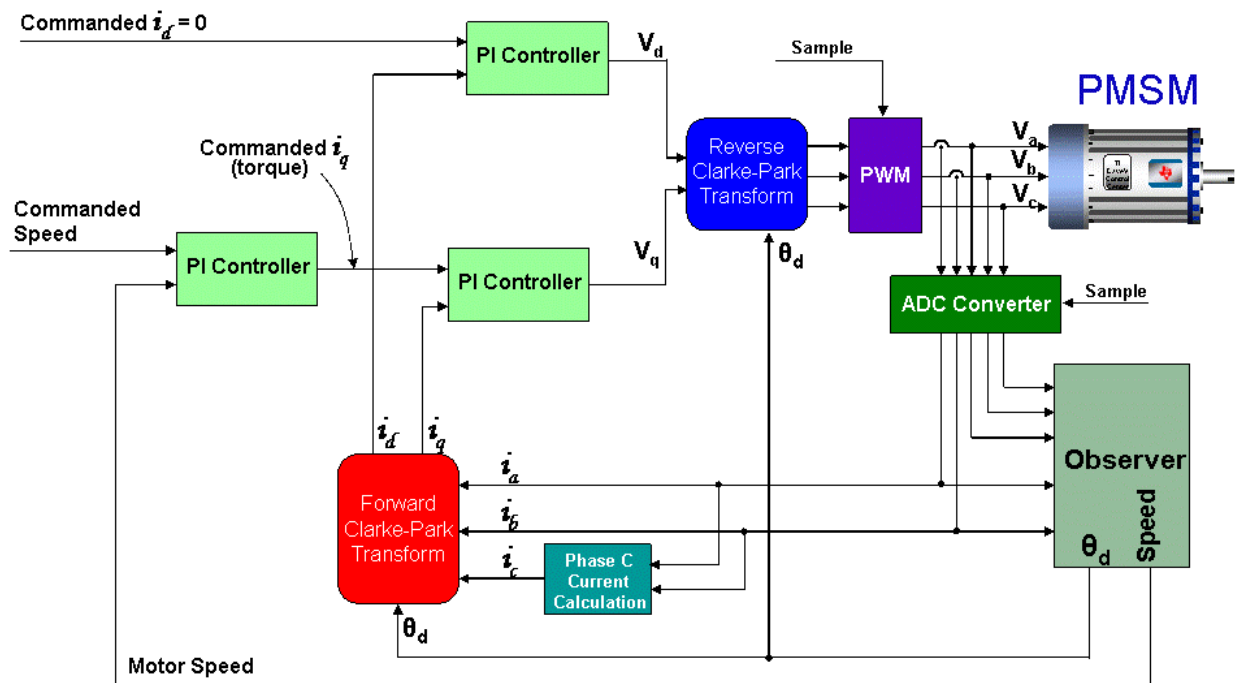 Commanded i_d = 0
PI Controller
V_d
Sample
PMSM
Commanded i_q
(torque)
Reverse
Clarke-Park
Transform
PWM
V_a
V_b
V_c
TI
Control
Commanded
Speed
PI Controller
PI Controller
V_q
θ_d
ADC Converter
Sample
i_d
i_q
i_a
i_b
i_c
Forward
Clarke-Park
Transform
Phase C
Current
Calculation
Observer
θ_d
Speed
θ_d
Motor Speed